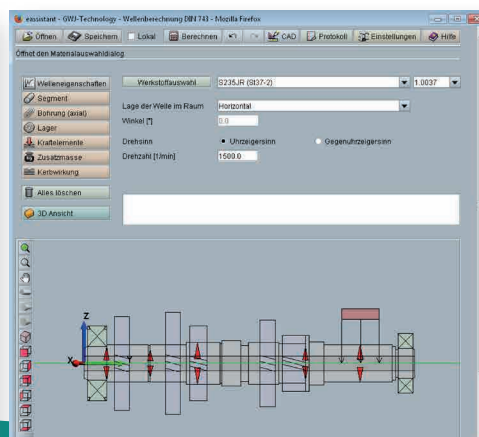 eassistant - GWJ-Technology - Wellenberechnung DIN 743 - Mozilla Firefox
Öffnen Speichern Lokal Berechnen CAD Protokoll Einstellungen Hilfe
Öffnet den Materialauswahldialog
Welleneigenschaften
Segment
Bohrung (axial)
Lager
Kraftelemente
Zusatzmasse
Kerbwirkung
Alles löschen
3D Ansicht
Werkstoffauswahl S235JR (St37-2) 1.0037
Lage der Welle im Raum Horizontal
Winkel [°] 0.0
Drehsinn Uhrzeigersinn Gegenuhrzeigersinn
Drehzahl [1/min] 1500.0
Z
X
Y